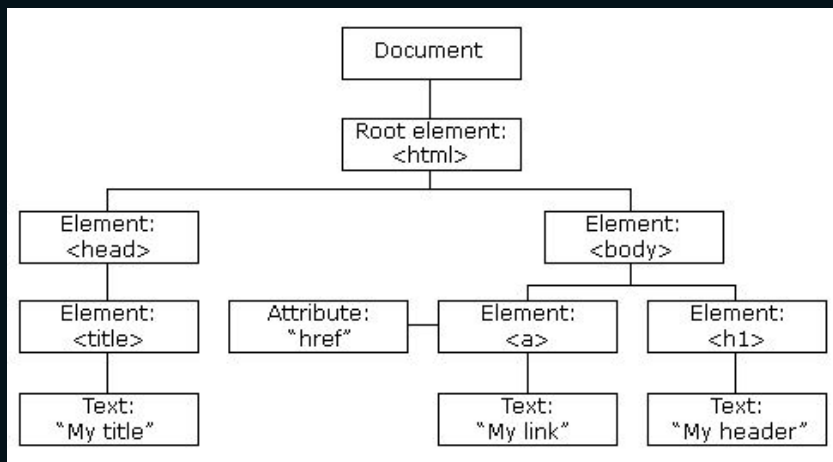 Document
Root element:
<html>
Element:
<head>
Element:
<body>
Element:
<title>
Attribute:
“href”
Element:
<a>
Element:
<h1>
Text:
“My title”
Text:
“My link”
Text:
“My header”